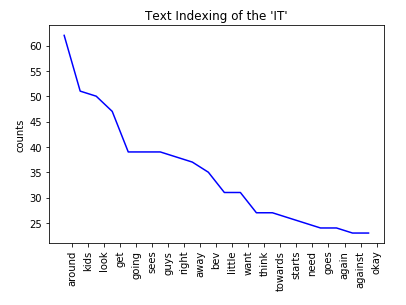 Text Indexing of the 'IT'
counts
60
55
50
45
40
35
30
25
around
kids
look
get
going
sees
guys
right
away
bev
little
want
think
towards
starts
need
goes
again
against
okay